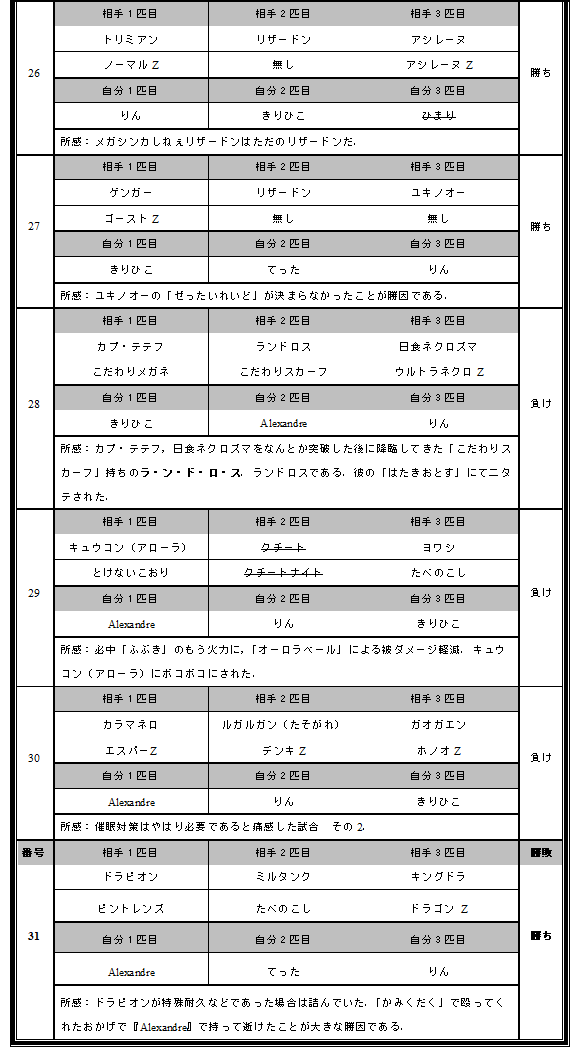 相手 1 匹目 相手 2 匹目 相手 3 匹目
トリミアン リザードン アシレーヌ
ノーマル Z 無し アシレーヌ Z
26 勝ち
自分 1 匹目 自分 2 匹目 自分 3 匹目
りん きりひこ ひまり
所感：メガシンカしねぇリザードンはただのリザードンだ．
相手 1 匹目 相手 2 匹目 相手 3 匹目
ゲンガー リザードン ユキノオー
ゴースト Z 無し 無し
27 勝ち
自分 1 匹目 自分 2 匹目 自分 3 匹目
きりひこ てった りん
所感：ユキノオーの「ぜったいれいど」が決まらなかったことが勝因である．
相手 1 匹目 相手 2 匹目 相手 3 匹目
カプ・テテフ ランドロス 日食ネクロズマ
こだわりメガネ こだわりスカーフ ウルトラネクロ Z
28 負け
自分 1 匹目 自分 2 匹目 自分 3 匹目
きりひこ Alexandre りん
所感：カプ・テテフ，日食ネクロズマをなんとか突破した後に降臨してきた「こだわりス
カーフ」持ちのラ・ン・ド・ロ・ス．ランドロスである．彼の「はたきおとす」にてニタ
テされた．
相手 1 匹目 相手 2 匹目 相手 3 匹目
キュウコン（アローラ） クチート ヨワシ
とけないこおり クチートナイト たべのこし
29 負け
自分 1 匹目 自分 2 匹目 自分 3 匹目
Alexandre りん きりひこ
所感：必中「ふぶき」のもう火力に，「オーロラベール」による被ダメージ軽減．キュウ
コン（アローラ）にボコボコにされた．
相手 1 匹目 相手 2 匹目 相手 3 匹目
カラマネロ ルガルガン（たそがれ） ガオガエン
エスパー Z デンキ Z ホノオ Z
30 負け
自分 1 匹目 自分 2 匹目 自分 3 匹目
Alexandre りん きりひこ
所感：催眠対策はやはり必要であると痛感した試合　その 2．
番号 相手 1 匹目 相手 2 匹目 相手 3 匹目 勝敗
ドラピオン ミルタンク キングドラ
ピントレンズ たべのこし ドラゴン Z
31 勝ち
自分 1 匹目 自分 2 匹目 自分 3 匹目
Alexandre てった りん
所感：ドラピオンが特殊耐久などであった場合は詰んでいた．「かみくだく」で殴ってく
れたおかげで『Alexandre』で持って逝けたことが大きな勝因である．